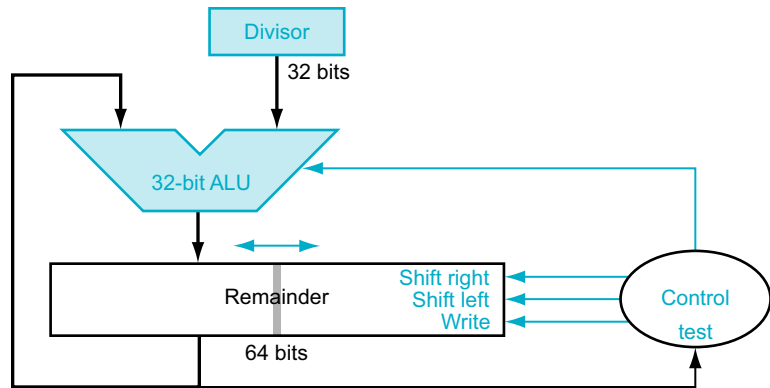 Divisor
32 bits
32-bit ALU
Remainder
Shift right
Shift left
Write
64 bits
Control
test